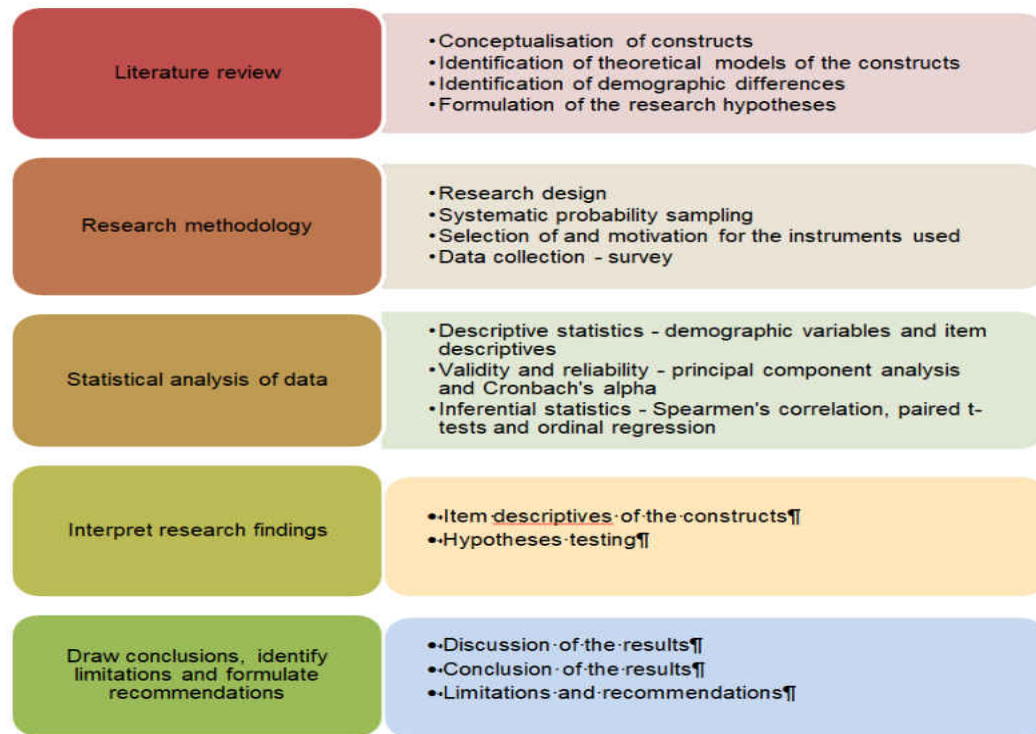 Literature review
•Conceptualisation of constructs
•Identification of theoretical models of the constructs
•Identification of demographic differences
•Formulation of the research hypotheses
Research methodology
•Research design
•Systematic probability sampling
•Selection of and motivation for the instruments used
•Data collection - survey
Statistical analysis of data
•Descriptive statistics - demographic variables and item
descriptives
•Validity and reliability - principal component analysis
and Cronbach's alpha
•Inferential statistics - Spearmen's correlation, paired t-
tests and ordinal regression
Interpret research findings
•→Item·descriptives·of·the·constructs¶
•→Hypotheses·testing¶
Draw conclusions, identify
limitations and formulate
recommendations
•→Discussion·of·the·results¶
•→Conclusion·of·the·results¶
•→Limitations·and·recommendations¶